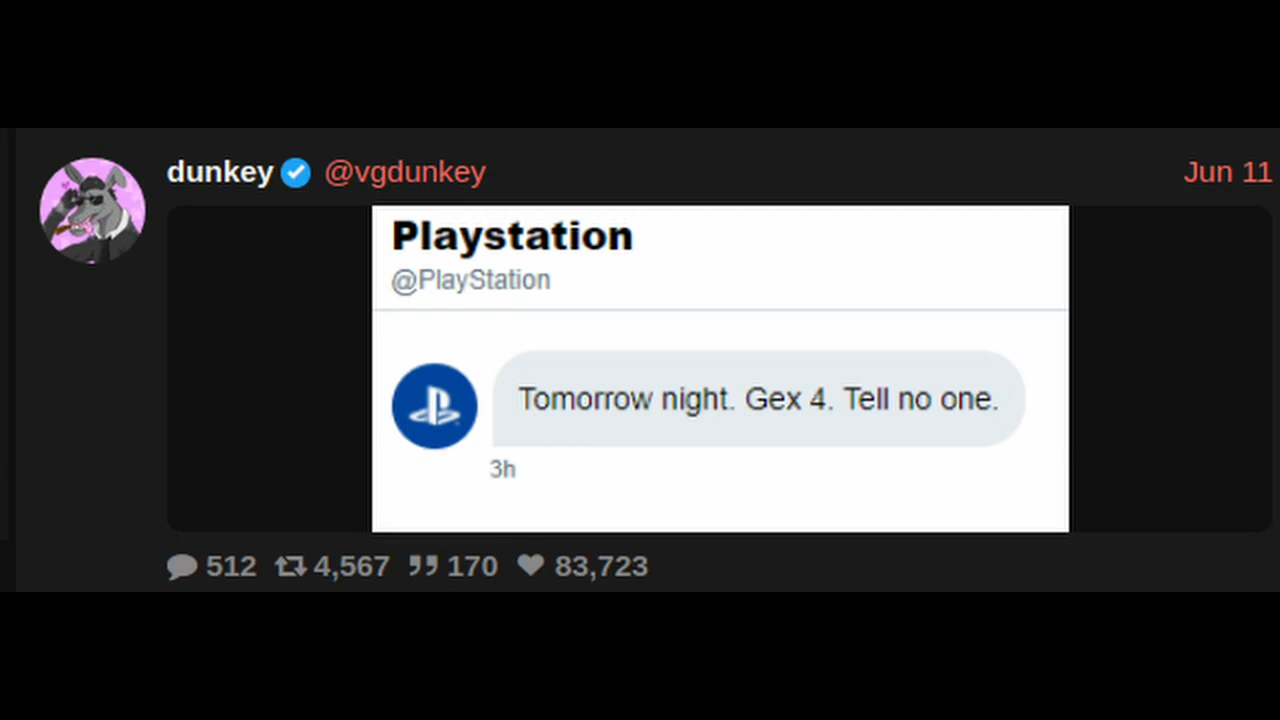 dunkey @vgdunkey Jun 11
Playstation
@PlayStation
Tomorrow night. Gex 4. Tell no one.
3h
512 4,567 170 83,723